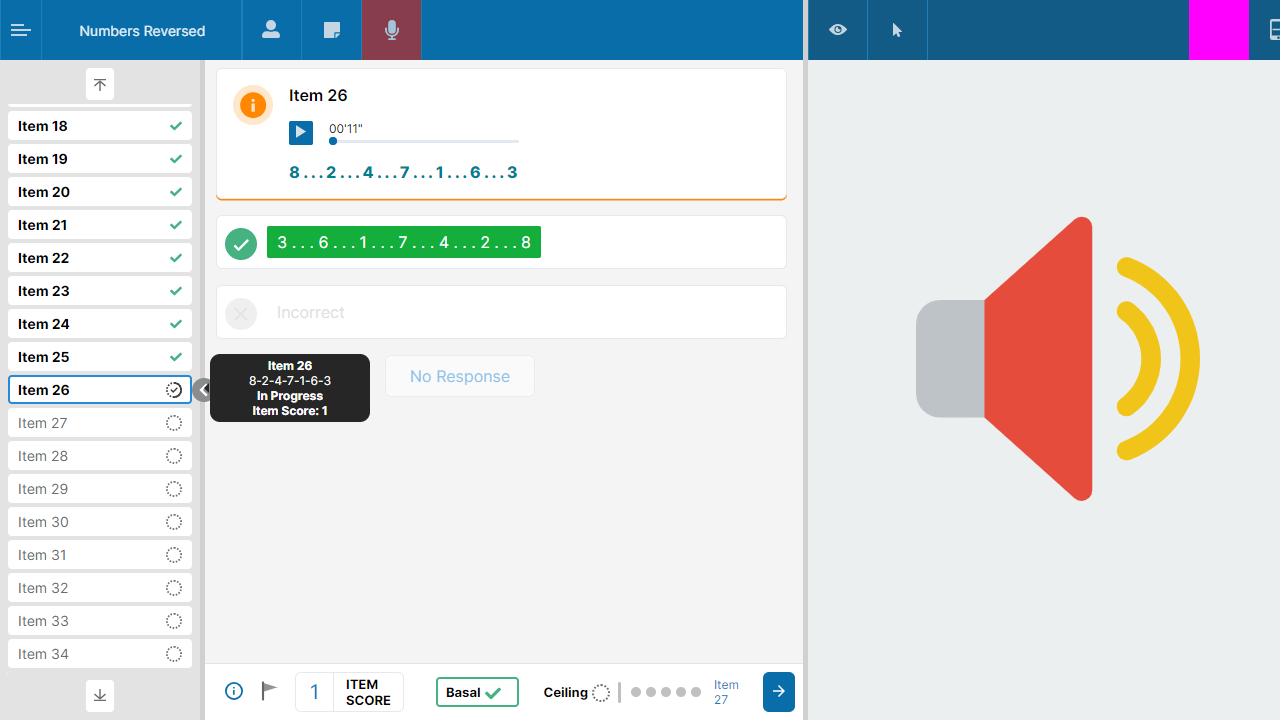 Numbers Reversed
Item 18
Item 19
Item 20
Item 21
Item 22
Item 23
Item 24
Item 25
Item 26
Item 27
Item 28
Item 29
Item 30
Item 31
Item 32
Item 33
Item 34
Item 26
00'11"
8...2...4...7...1...6...3
3...6...1...7...4...2...8
Incorrect
Item 26
8-2-4-7-1-6-3
In Progress
Item Score: 1
No Response
1
ITEM
SCORE
Basal
Ceiling
Item
27